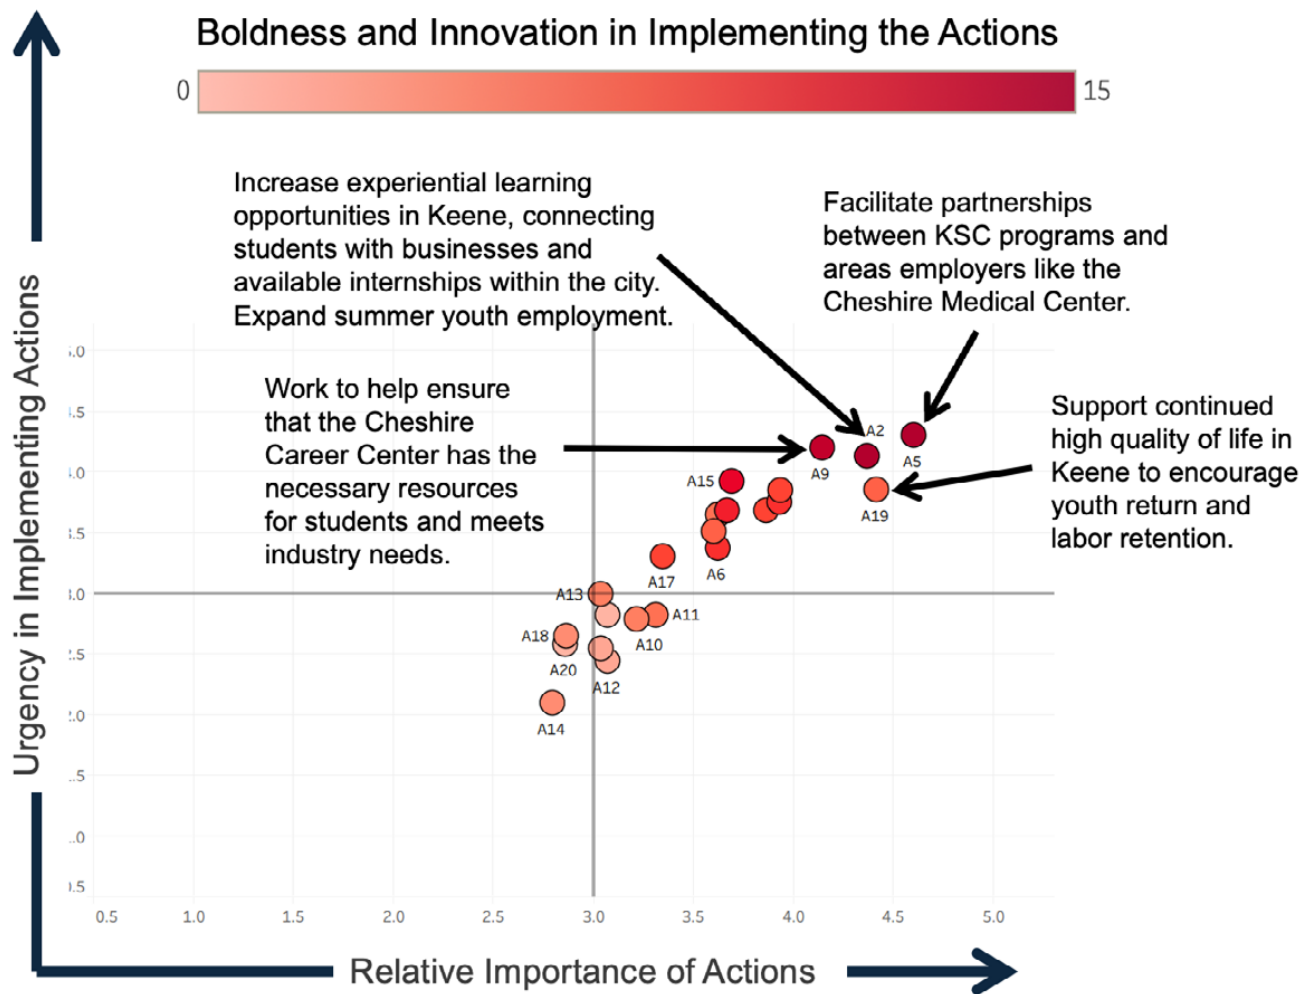 Boldness and Innovation in Implementing the Actions
0
15
Increase experiential learning
opportunities in Keene, connecting
students with businesses and
available internships within the city.
Expand summer youth employment.
Facilitate partnerships
between KSC programs and
areas employers like the
Cheshire Medical Center.
Work to help ensure
that the Cheshire
Career Center has the
necessary resources
for students and meets
industry needs.
Support continued
high quality of life in
Keene to encourage
youth return and
labor retention.
Urgency in Implementing Actions
A2
A5
A9
A15
A19
A6
A17
A13
A11
A10
A18
A20
A12
A14
0.5
1.0
1.5
2.0
2.5
3.0
3.5
4.0
4.5
5.0
Relative Importance of Actions